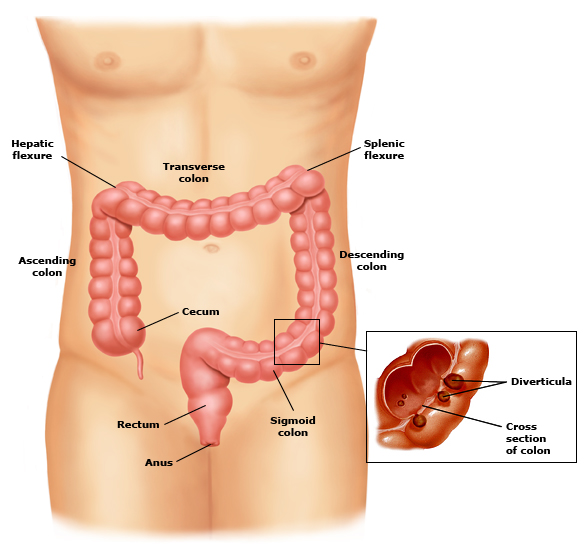 Hepatic
flexure
Transverse
colon
Splenic
flexure
Ascending
colon
Descending
colon
Cecum
Diverticula
Rectum
Sigmoid
colon
Cross
section
of colon
Anus